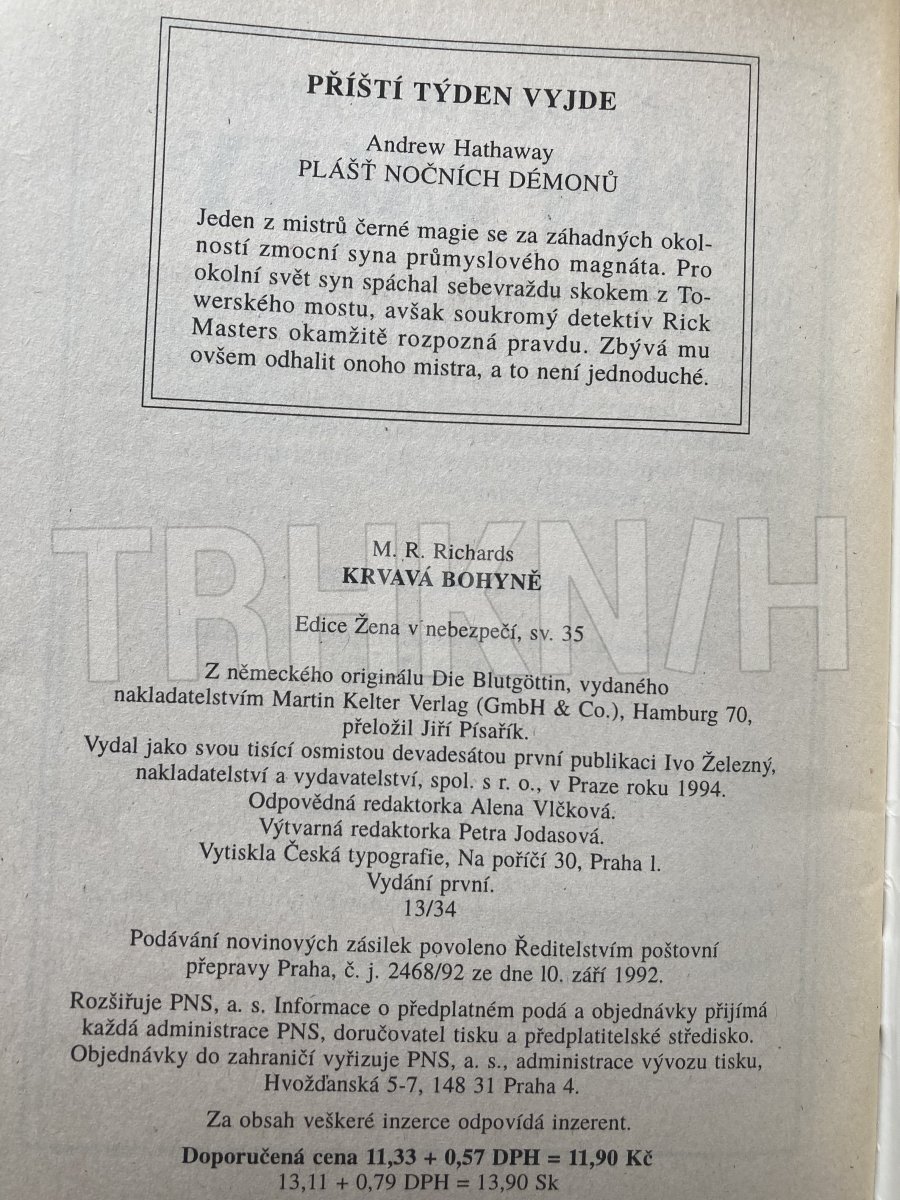 PŘÍŠTÍ TÝDEN VYJDE
Andrew Hathaway
PLÁŠŤ NOČNÍCH DÉMONŮ
Jeden z mistrů černé magie se za záhadných okol-
ností zmocní syna průmyslového magnáta. Pro
okolní svět syn spáchal sebevraždu skokem z To-
werského mostu, avšak soukromý detektiv Rick
Masters okamžitě rozpozná pravdu. Zbývá mu
ovšem odhalit onoho mistra, a to není jednoduché.
TRHKNIH
M. R. Richards
KRVAVÁ BOHYNĚ
Edice Žena v nebezpečí, sv. 35
Z německého originálu Die Blutgöttin, vydaného
nakladatelstvím Martin Kelter Verlag (GmbH & Co.), Hamburg 70,
přeložil Jiří Písařík.
Vydal jako svou tisící osmistou devadesátou první publikaci Ivo Železný,
nakladatelství a vydavatelství, spol. s r. o., v Praze roku 1994.
Odpovědná redaktorka Alena Vlčková.
Výtvarná redaktorka Petra Jodasová.
Vytiskla Česká typografie, Na poříčí 30, Praha 1.
Vydání první.
13/34
Podávání novinových zásilek povoleno Ředitelstvím poštovní
přepravy Praha, č. j. 2468/92 ze dne 10. září 1992.
Rozšiřuje PNS, a. s. Informace o předplatném podá a objednávky přijímá
každá administrace PNS, doručovatel tisku a předplatitelské středisko.
Objednávky do zahraničí vyřizuje PNS, a. s., administrace vývozu tisku,
Hvožďanská 5-7, 148 31 Praha 4.
Za obsah veškeré inzerce odpovídá inzerent.
Doporučená cena 11,33 + 0,57 DPH = 11,90 Kč
13,11 + 0,79 DPH = 13,90 Sk